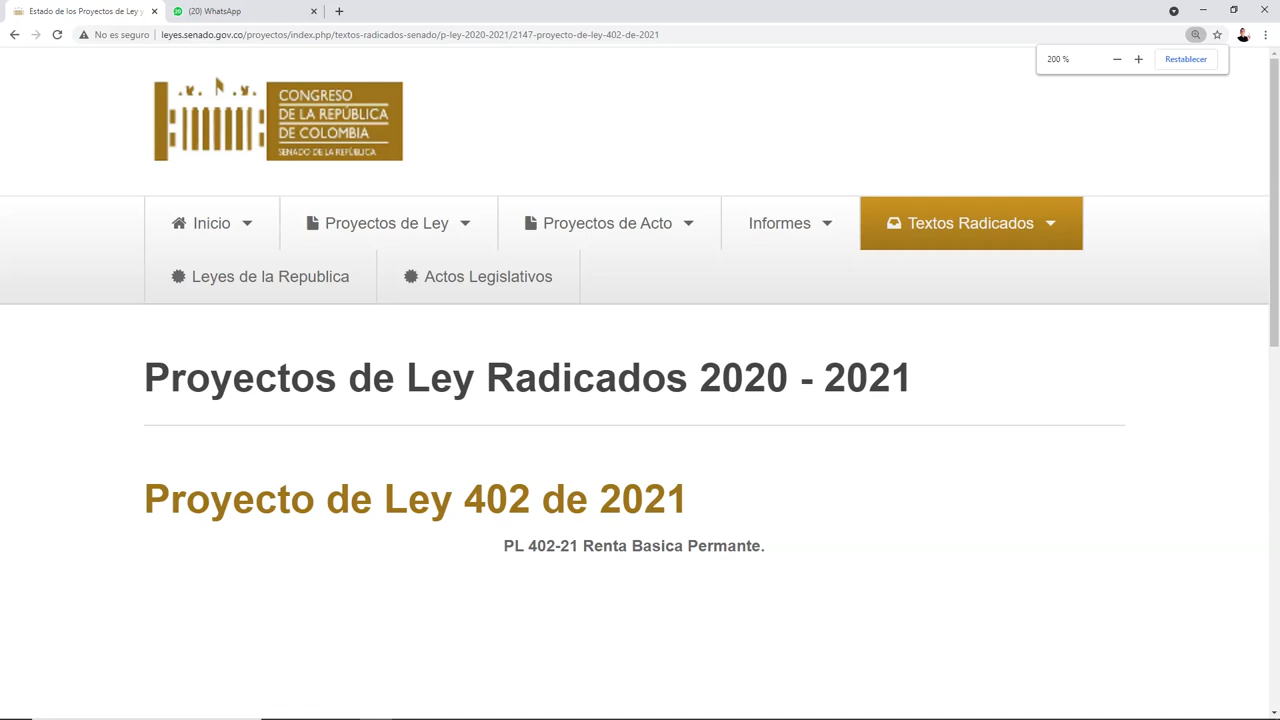 Estado de los Proyectos de Ley y
(20) WhatsApp
No es seguro
leyes.senado.gov.co/proyectos/index.php/textos-radicados-senado/p-ley-2020-2021/2147-proyecto-de-ley-402-de-2021
200 %
Restablecer
CONGRESO
DE LA REPÚBLICA
DE COLOMBIA
SENADO DE LA REPÚBLICA
Inicio
Proyectos de Ley
Proyectos de Acto
Informes
Textos Radicados
Leyes de la Republica
Actos Legislativos
Proyectos de Ley Radicados 2020 - 2021
Proyecto de Ley 402 de 2021
PL 402-21 Renta Basica Permante.